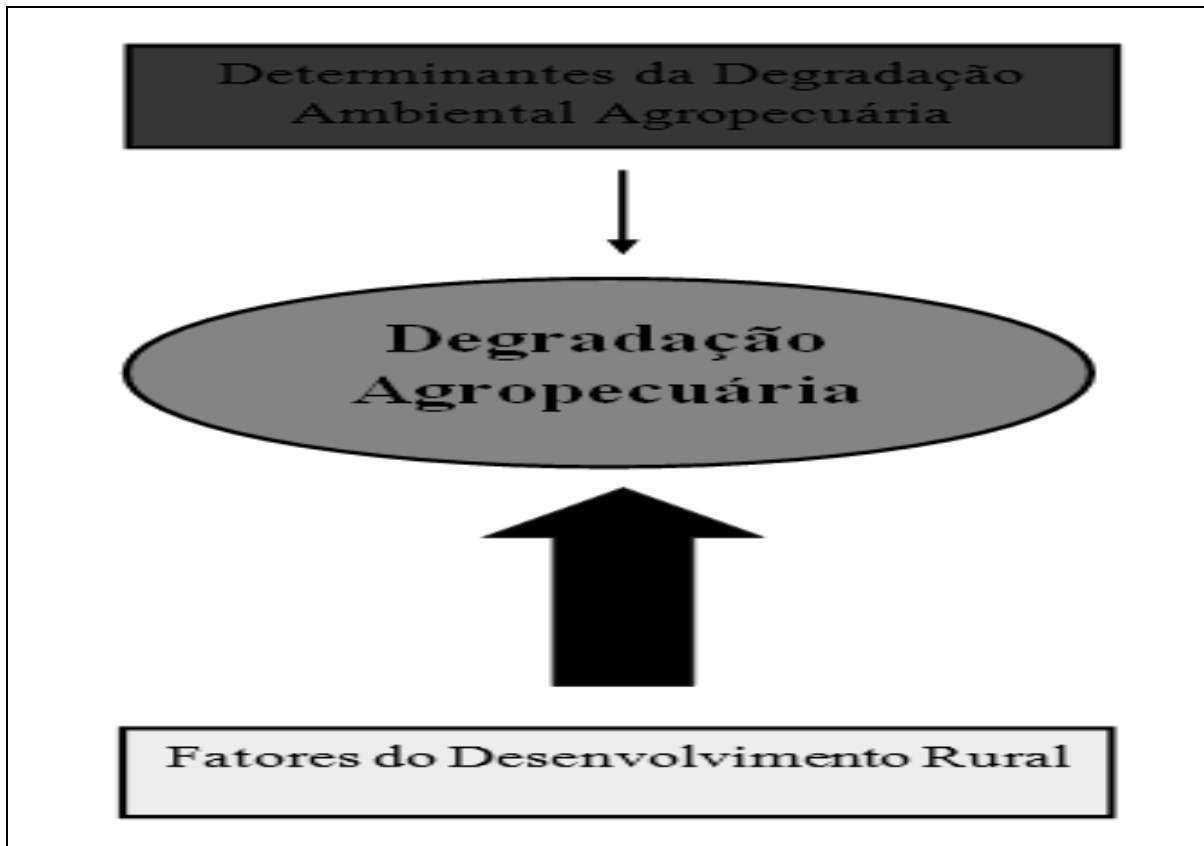 Determinantes da Degradação
Ambiental Agropecuária
Degradação
Agropecuária
Fatores do Desenvolvimento Rural